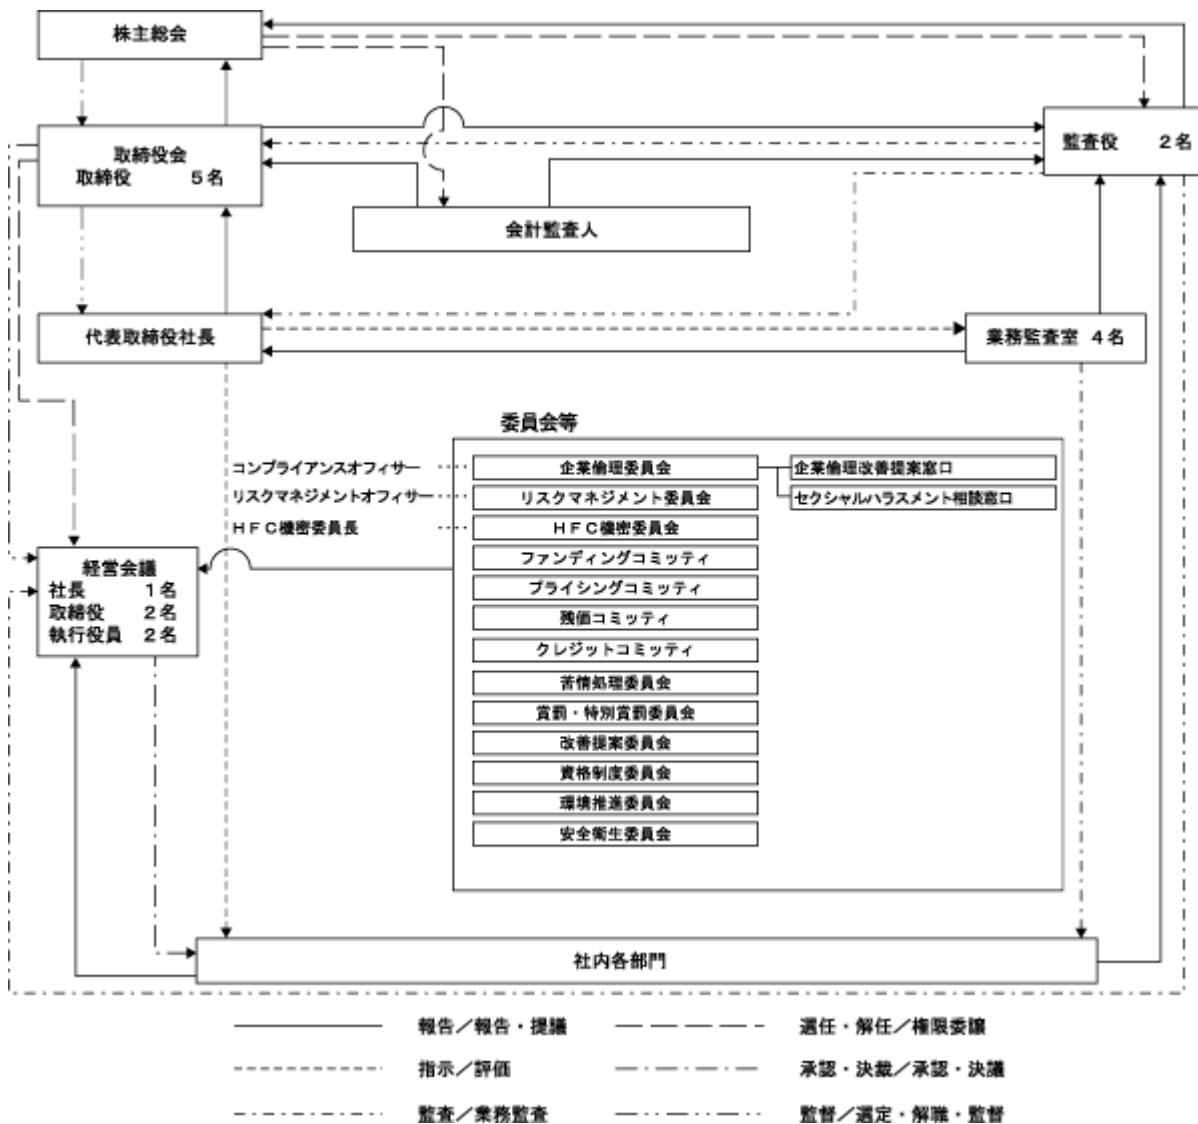 株主総会
取締役会
取締役 5名
監査役 2名
会計監査人
代表取締役社長
業務監査室 4名
委員会等
コンプライアンスオフィサー
企業倫理委員会
企業倫理改善提案窓口
リスクマネジメントオフィサー
リスクマネジメント委員会
セクシャルハラスメント相談窓口
HFC機密委員長
HFC機密委員会
ファンディングコミッティ
プライシングコミッティ
残価コミッティ
クレジットコミッティ
苦情処理委員会
賞罰・特別賞罰委員会
改善提案委員会
資格制度委員会
環境推進委員会
安全衛生委員会
経営会議
社長 1名
取締役 2名
執行役員 2名
社内各部門
報告/報告・提議
選任・解任/権限委譲
指示/評価
承認・決裁/承認・決議
監査/業務監査
監督/選定・解職・監督